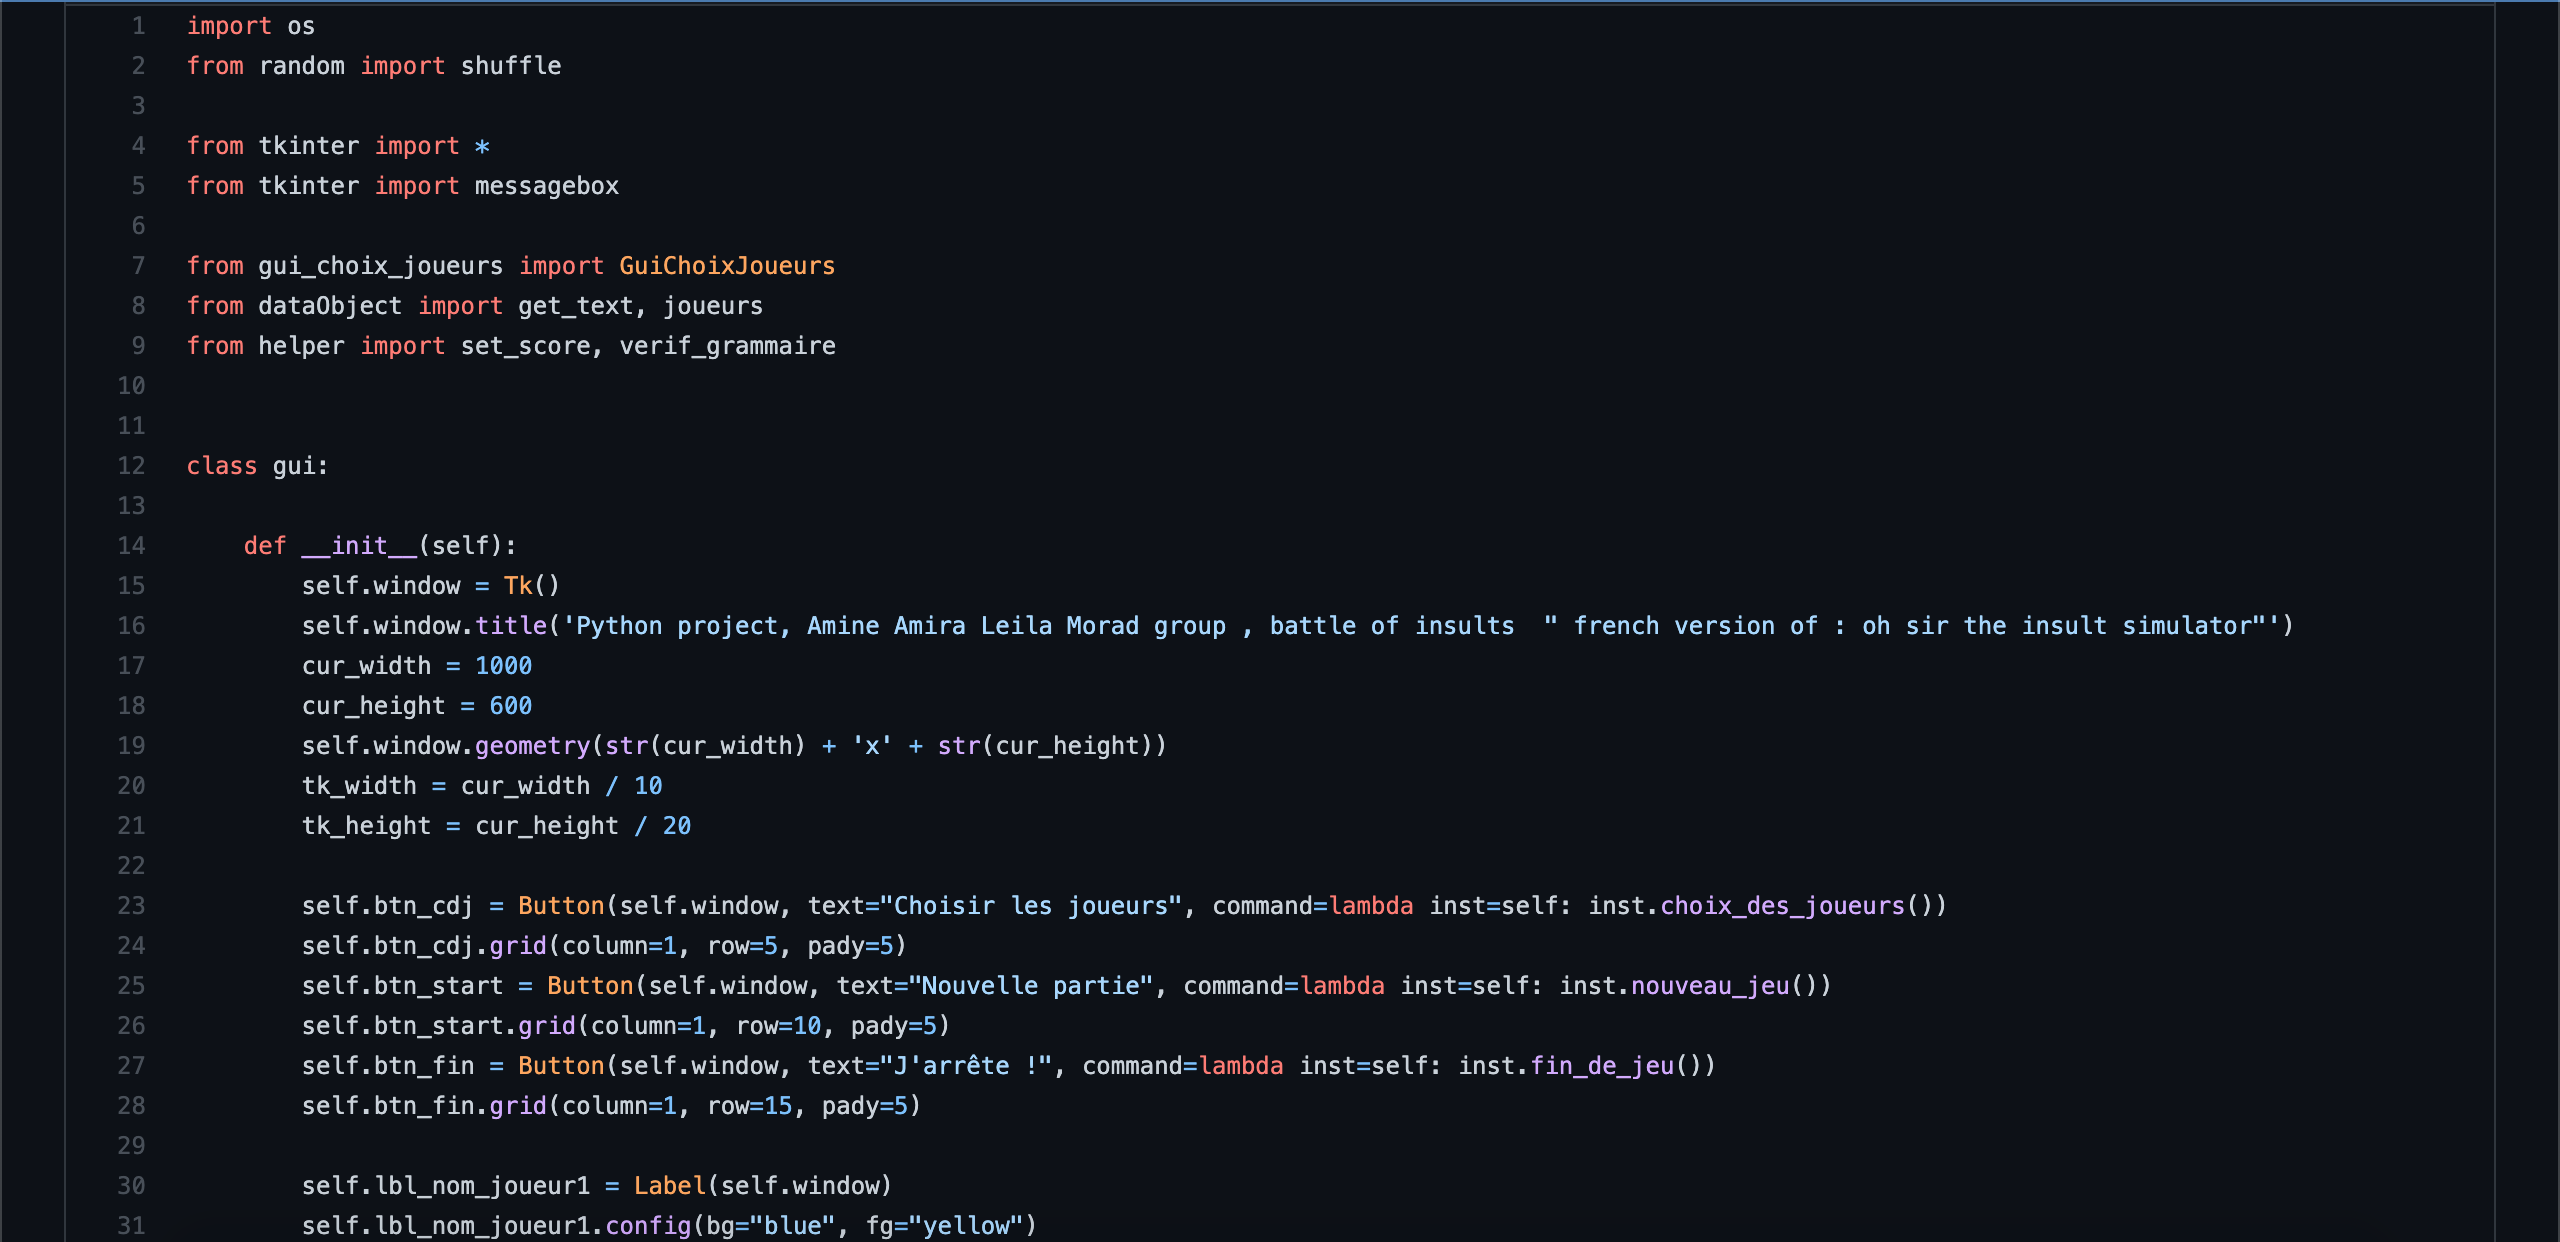 1 import os
2 from random import shuffle
3
4 from tkinter import *
5 from tkinter import messagebox
6
7 from gui_choix_joueurs import GuiChoixJoueurs
8 from dataObject import get_text, joueurs
9 from helper import set_score, verif_grammaire
10
11
12 class gui:
13
14     def __init__(self):
15         self.window = Tk()
16         self.window.title('Python project, Amine Amira Leila Morad group , battle of insults  " french version of : oh sir the insult simulator"')
17         cur_width = 1000
18         cur_height = 600
19         self.window.geometry(str(cur_width) + 'x' + str(cur_height))
20         tk_width = cur_width / 10
21         tk_height = cur_height / 20
22
23         self.btn_cdj = Button(self.window, text="Choisir les joueurs", command=lambda inst=self: inst.choix_des_joueurs())
24         self.btn_cdj.grid(column=1, row=5, pady=5)
25         self.btn_start = Button(self.window, text="Nouvelle partie", command=lambda inst=self: inst.nouveau_jeu())
26         self.btn_start.grid(column=1, row=10, pady=5)
27         self.btn_fin = Button(self.window, text="J'arrête !", command=lambda inst=self: inst.fin_de_jeu())
28         self.btn_fin.grid(column=1, row=15, pady=5)
29
30         self.lbl_nom_joueur1 = Label(self.window)
31         self.lbl_nom_joueur1.config(bg="blue", fg="yellow")